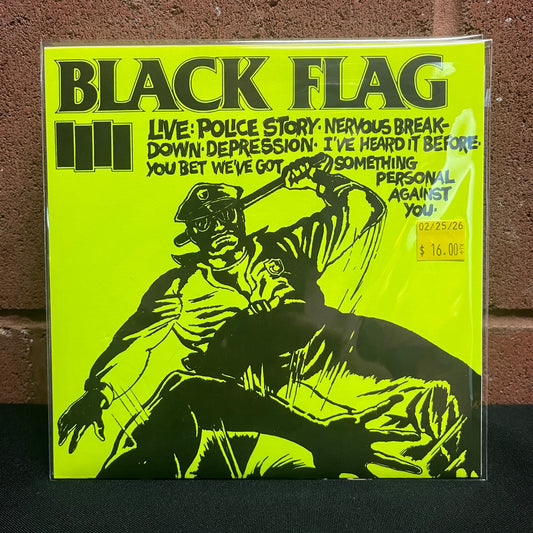 BLACK FLAG
LIVE: POLICE STORY · NERVOUS BREAK-
DOWN · DEPRESSION · I'VE HEARD IT BEFORE ·
YOU BET WE'VE GOT SOMETHING
PERSONAL
AGAINST
YOU ·
02/25/26
$ 16.00